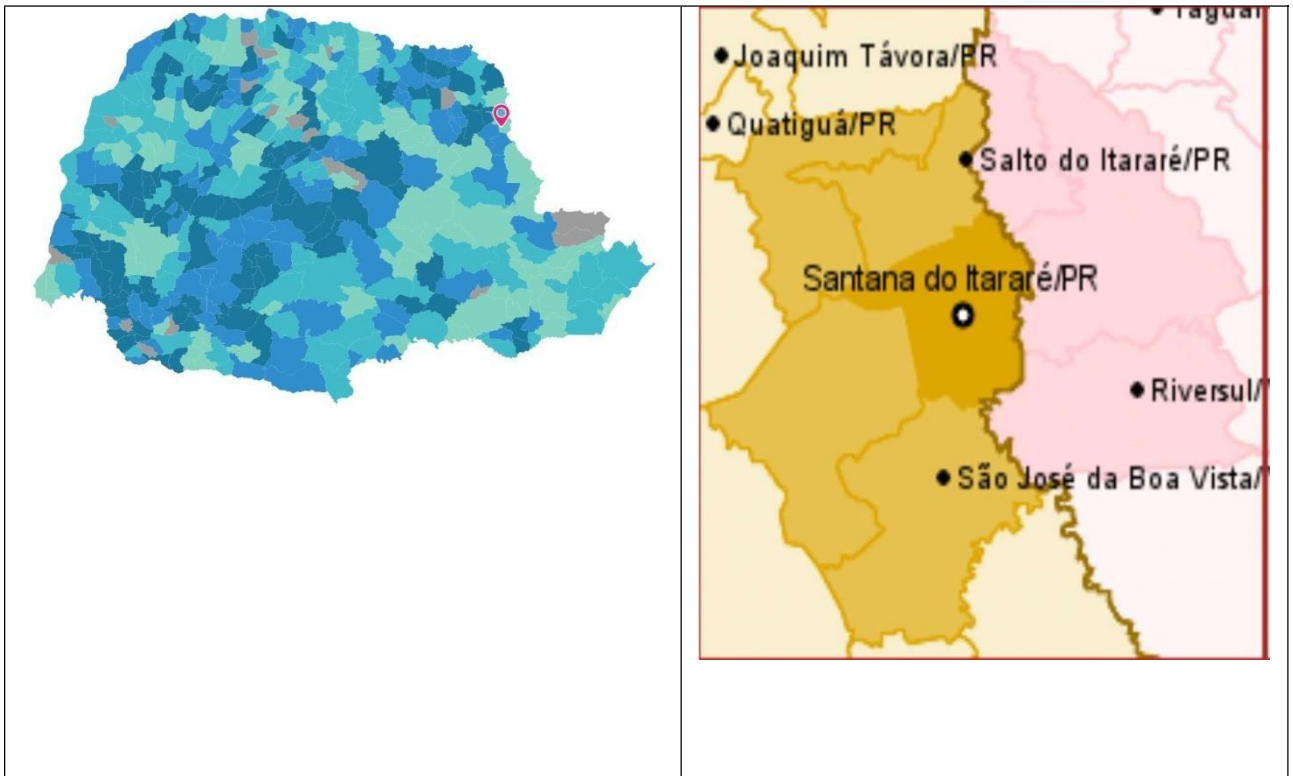 Joaquim Távora/PR
Quatiguá/PR
Salto do Itararé/PR
Santana do Itararé/PR
Riversul/
São José da Boa Vista/